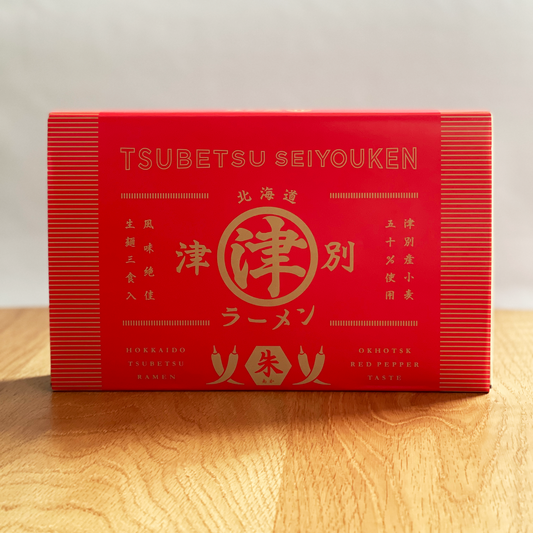 TSUBETSU SEIYOUKEN
北海道
津 津 別
ラーメン
津別産小麦
五十%使用
風味絶佳
生麺三食入
HOKKAIDO
TSUBETSU
RAMEN
朱
あか
OKHOTSK
RED PEPPER
TASTE